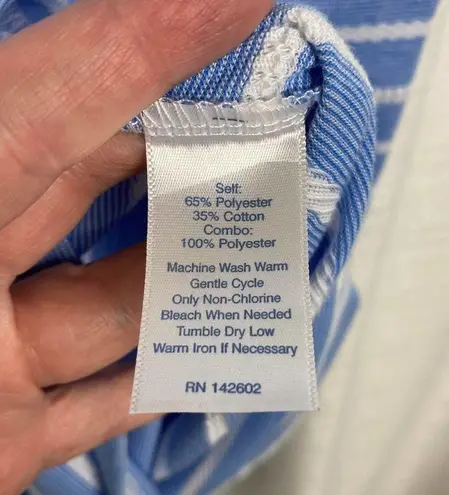 Self:
65% Polyester
35% Cotton
Combo:
100% Polyester
Machine Wash Warm
Gentle Cycle
Only Non-Chlorine
Bleach When Needed
Tumble Dry Low
Warm Iron If Necessary
RN 142602